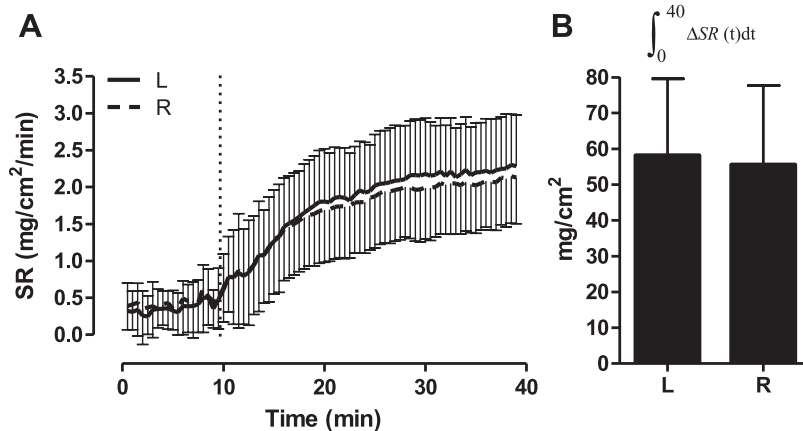 A
3.5
3.0
2.5
2.0
1.5
1.0
0.5
0.0
SR (mg/cm²/min)
L
R
0 10 20 30 40
Time (min)
B
∫₀⁴⁰ ΔSR (t)dt
80
70
60
50
40
30
20
10
0
mg/cm²
L R